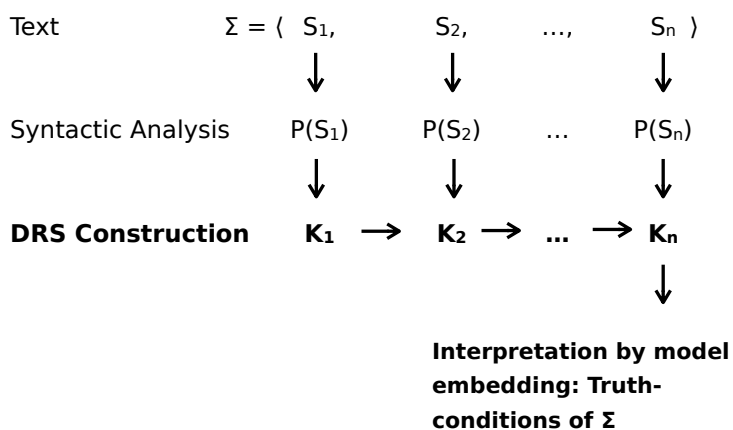 Text Σ = ⟨ S₁, S₂, ..., Sₙ ⟩
Syntactic Analysis P(S₁) P(S₂) ... P(Sₙ)
DRS Construction K₁ → K₂ → ... → Kₙ
Interpretation by model
embedding: Truth-
conditions of Σ